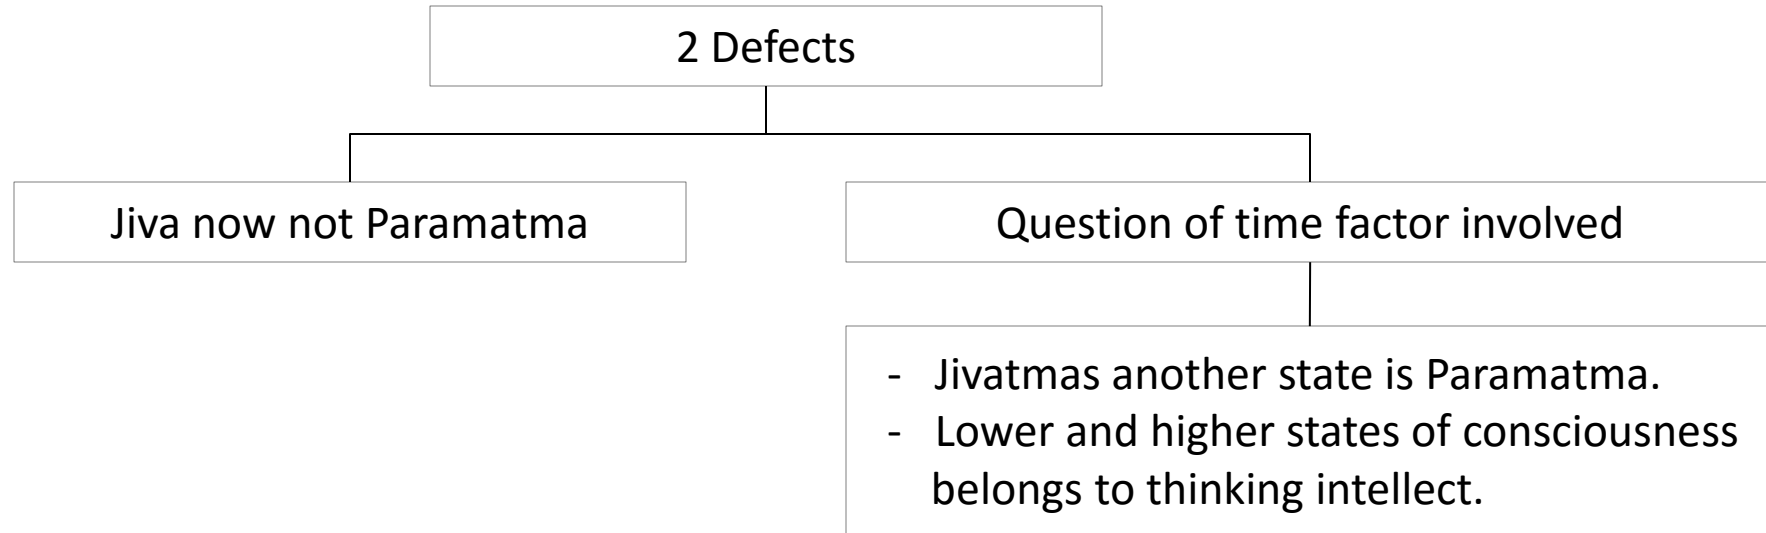 2 Defects
Jiva now not Paramatma
Question of time factor involved
- Jivatmas another state is Paramatma.
- Lower and higher states of consciousness
belongs to thinking intellect.